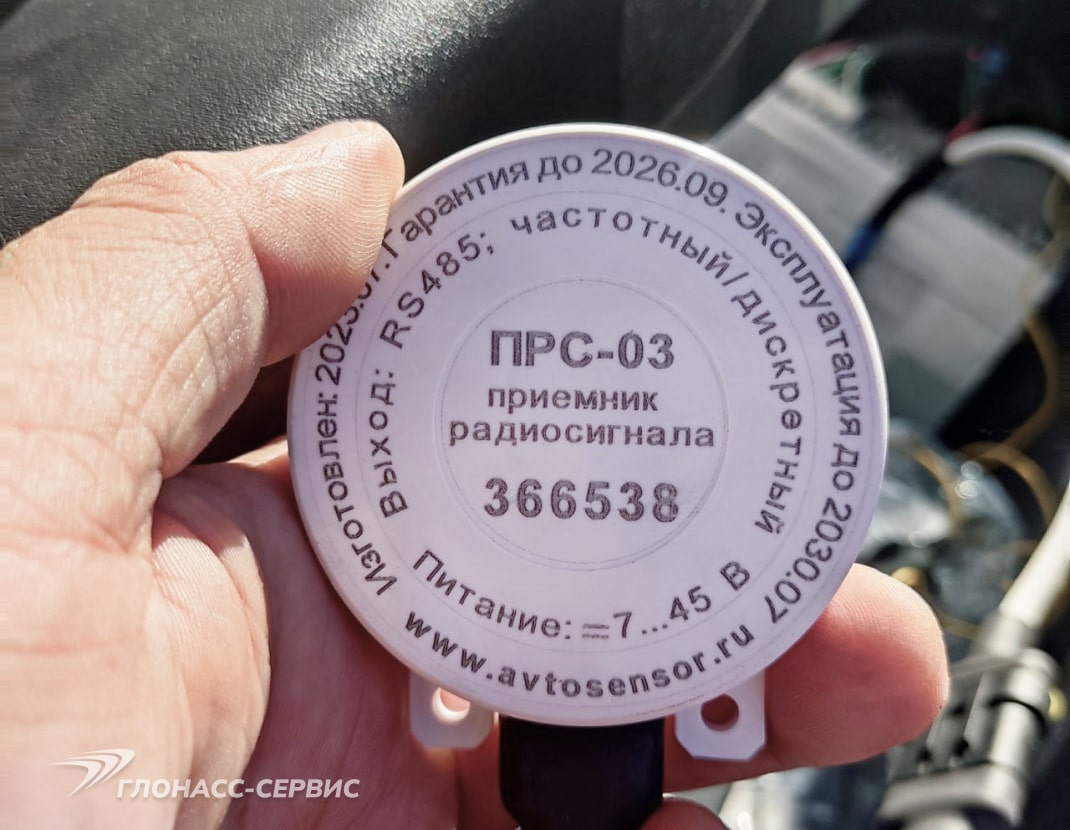 Изготовлен: 2025.07. Гарантия до 2026.09. Эксплуатация до 2030.07
Выход: RS485; частотный/дискретный
ПРС-03
приемник
радиосигнала
366538
Питание: ⎓7...45 В
www.avtosensor.ru
ГЛОНАСС-СЕРВИС